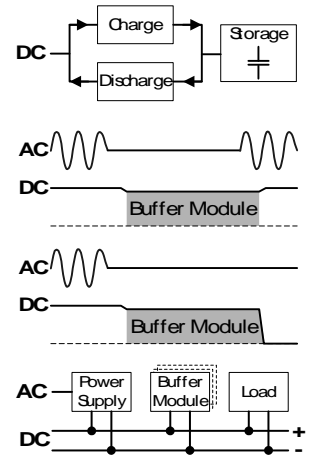 Charge
Storage
DC
Discharge
AC
DC
Buffer Module
AC
DC
Buffer Module
AC
Power Supply
Buffer Module
Load
DC
+
-